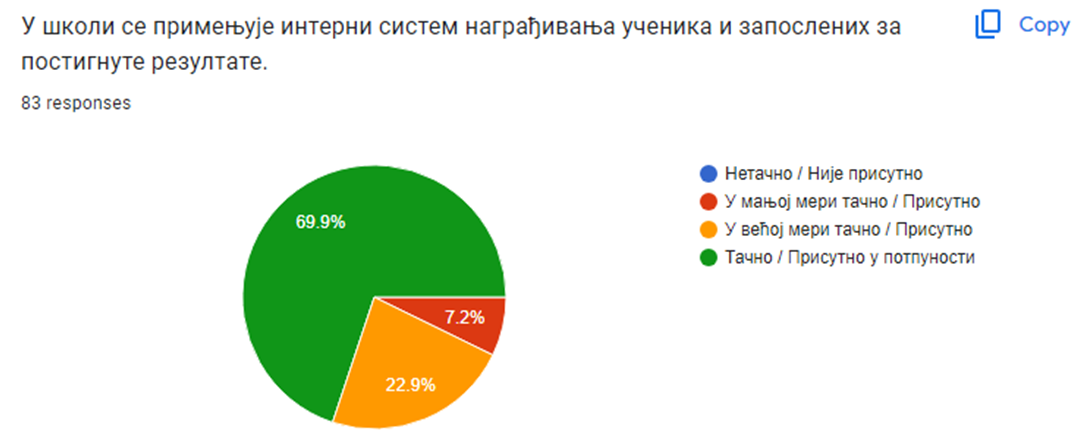 У школи се примењује интерни систем награђивања ученика и запослених за
постигнуте резултате.
Copy
83 responses
69.9%
7.2%
22.9%
Нетачно / Није присутно
У мањој мери тачно / Присутно
У већој мери тачно / Присутно
Тачно / Присутно у потпуности